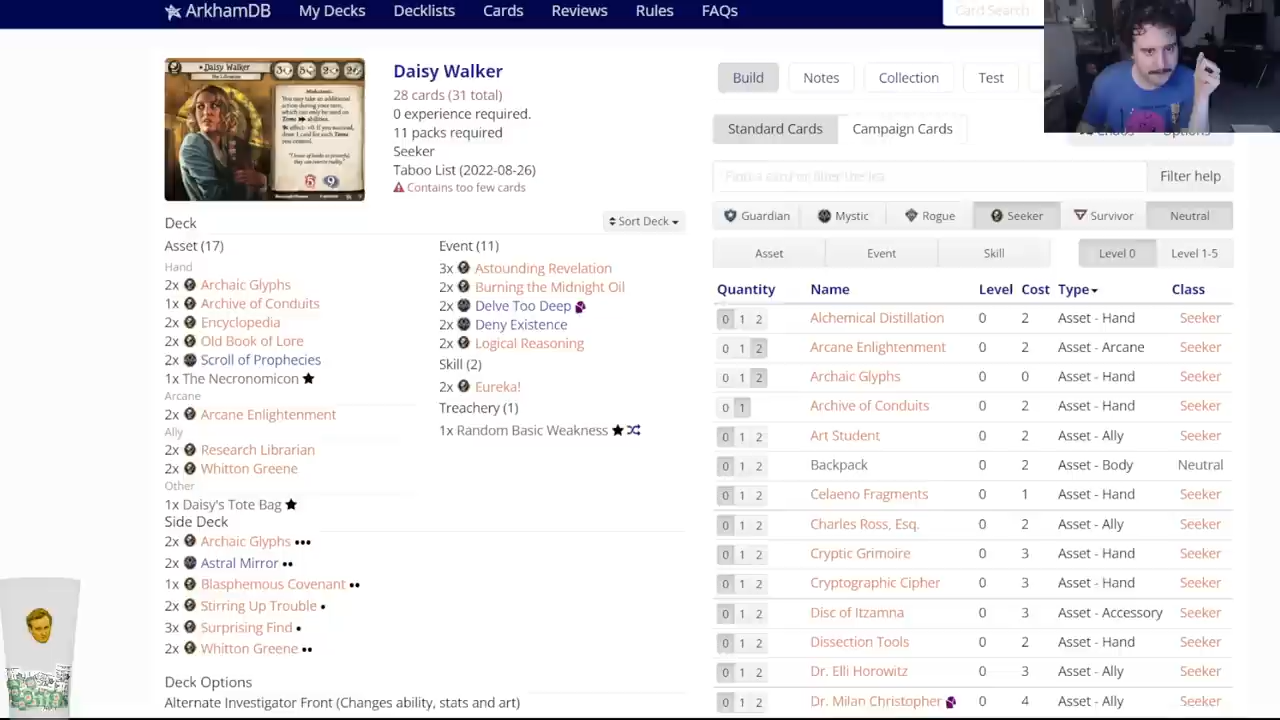 ArkhamDB
My Decks
Decklists
Cards
Reviews
Rules
FAQs
Card Search
Daisy Walker
The Librarian
Daisy Walker
28 cards (31 total)
0 experience required.
11 packs required
Seeker
Taboo List (2022-08-26)
Contains too few cards
Deck
Sort Deck
Asset (17)
Hand
2x Archaic Glyphs
1x Archive of Conduits
2x Encyclopedia
2x Old Book of Lore
2x Scroll of Prophecies
1x The Necronomicon
Arcane
2x Arcane Enlightenment
Ally
2x Research Librarian
2x Whitton Greene
Other
1x Daisy's Tote Bag
Side Deck
2x Archaic Glyphs
2x Astral Mirror
1x Blasphemous Covenant
2x Stirring Up Trouble
3x Surprising Find
2x Whitton Greene
Deck Options
Alternate Investigator Front (Changes ability, stats and art)
Event (11)
3x Astounding Revelation
2x Burning the Midnight Oil
2x Delve Too Deep
2x Deny Existence
2x Logical Reasoning
Skill (2)
2x Eureka!
Treachery (1)
1x Random Basic Weakness
Build
Notes
Collection
Test
Standard Cards
Campaign Cards
Options
Find a card or filter the list
Filter help
Guardian
Mystic
Rogue
Seeker
Survivor
Neutral
Asset
Event
Skill
Level 0
Level 1-5
Quantity Name Level Cost Type Class
0 1 2 Alchemical Distillation 0 2 Asset - Hand Seeker
0 1 2 Arcane Enlightenment 0 2 Asset - Arcane Seeker
0 1 2 Archaic Glyphs 0 0 Asset - Hand Seeker
0 1 Archive of Conduits 0 2 Asset - Hand Seeker
0 1 2 Art Student 0 2 Asset - Ally Seeker
0 1 2 Backpack 0 2 Asset - Body Neutral
0 1 2 Celaeno Fragments 0 1 Asset - Hand Seeker
0 1 2 Charles Ross, Esq. 0 2 Asset - Ally Seeker
0 1 2 Cryptic Grimoire 0 3 Asset - Hand Seeker
0 1 2 Cryptographic Cipher 0 3 Asset - Hand Seeker
0 1 2 Disc of Itzamna 0 3 Asset - Accessory Seeker
0 1 2 Dissection Tools 0 2 Asset - Hand Seeker
0 1 2 Dr. Elli Horowitz 0 3 Asset - Ally Seeker
0 1 2 Dr. Milan Christopher 0 4 Asset - Ally Seeker